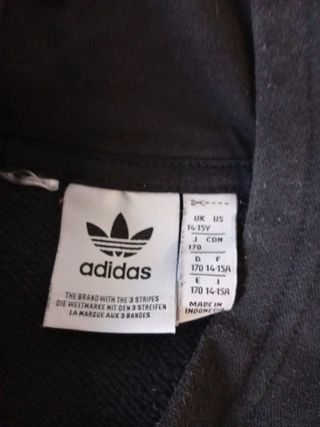 adidas
THE BRAND WITH THE 3 STRIPES
DIE WELTMARKE MIT DEN 3 STREIFEN
LA MARQUE AUX 3 BANDES
UK US
14-15Y
J CDN
170
D F
170 14-15A
E I
170 14-15A
MADE IN
INDONESIA